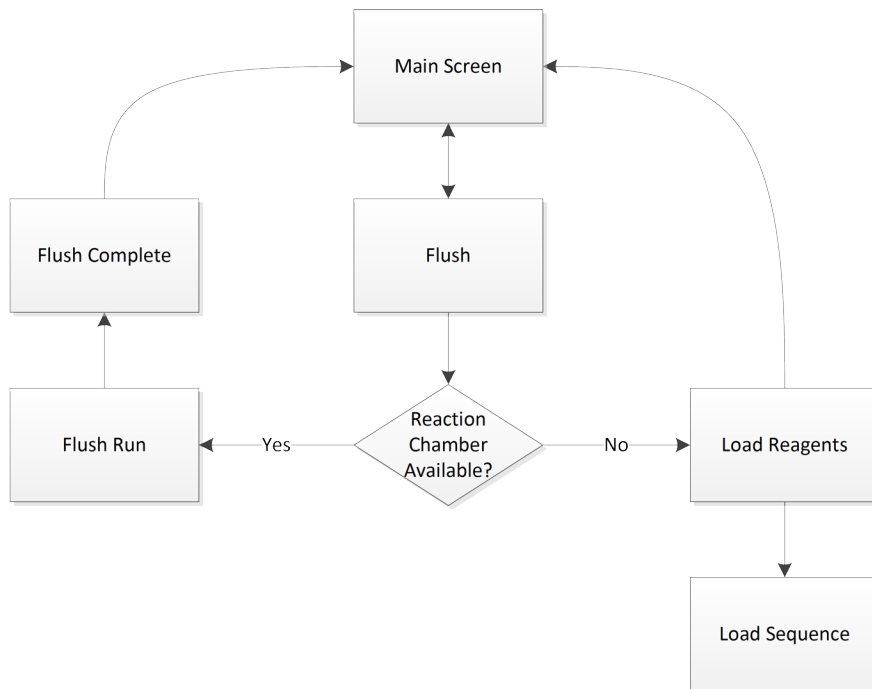 Main Screen
Flush Complete
Flush
Flush Run
Yes
Reaction
Chamber
Available?
No
Load Reagents
Load Sequence